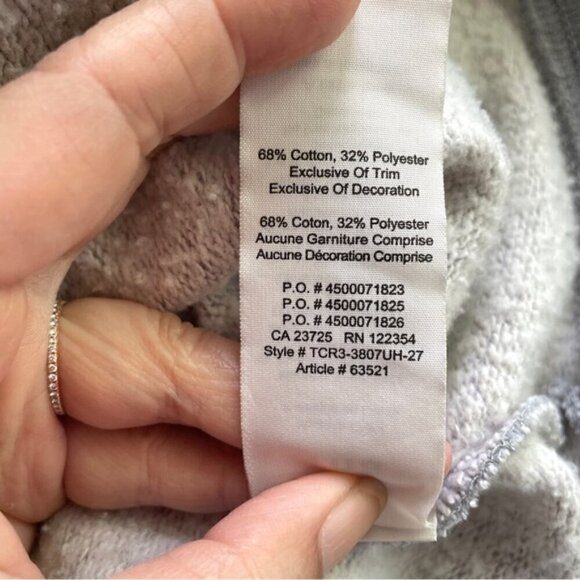 68% Cotton, 32% Polyester
Exclusive Of Trim
Exclusive Of Decoration
68% Coton, 32% Polyester
Aucune Garniture Comprise
Aucune Décoration Comprise
P.O. # 4500071823
P.O. # 4500071825
P.O. # 4500071826
CA 23725 RN 122354
Style # TCR3-3807UH-27
Article # 63521